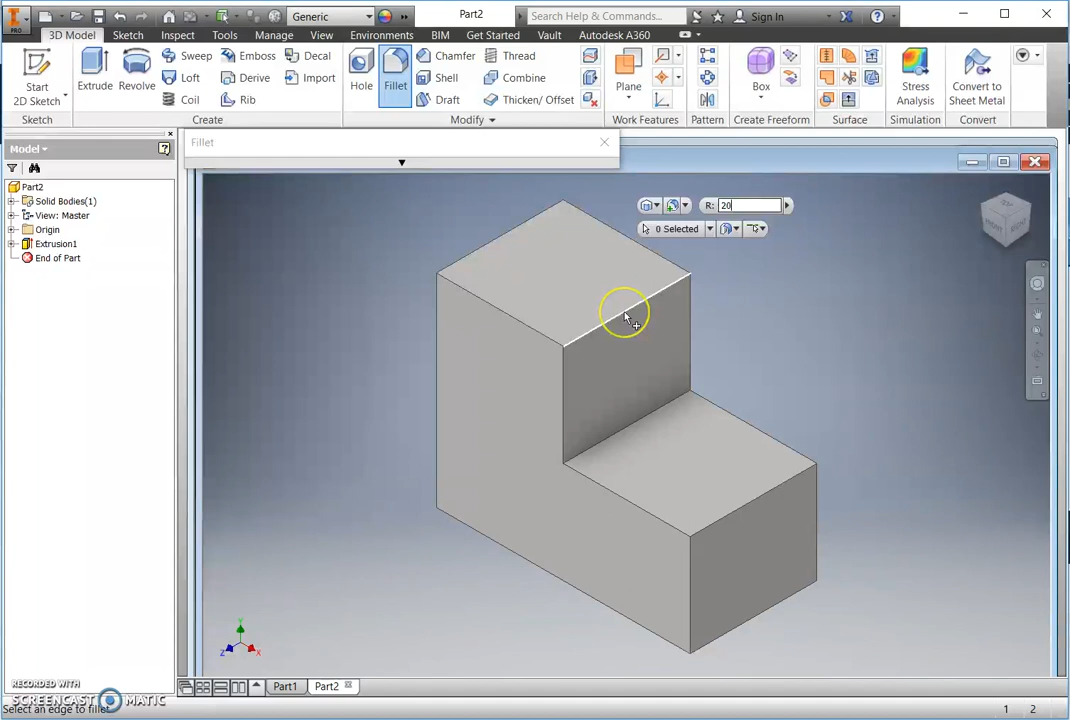 Generic
Part2
Search Help & Commands...
Sign In
PRO
3D Model
Sketch
Inspect
Tools
Manage
View
Environments
BIM
Get Started
Vault
Autodesk A360
Start
2D Sketch
Extrude
Revolve
Sweep
Loft
Coil
Emboss
Derive
Rib
Decal
Import
Hole
Fillet
Chamfer
Shell
Draft
Thread
Combine
Thicken/ Offset
Plane
Box
Stress
Analysis
Convert to
Sheet Metal
Sketch
Create
Modify
Work Features
Pattern
Create Freeform
Surface
Simulation
Convert
Model
Part2
Solid Bodies(1)
View: Master
Origin
Extrusion1
End of Part
Fillet
R: 20
0 Selected
FRONT
RIGHT
Y
Z
X
Part1
Part2
RECORDED WITH
SCREENCAST MATIC
Select an edge to fillet
1
2